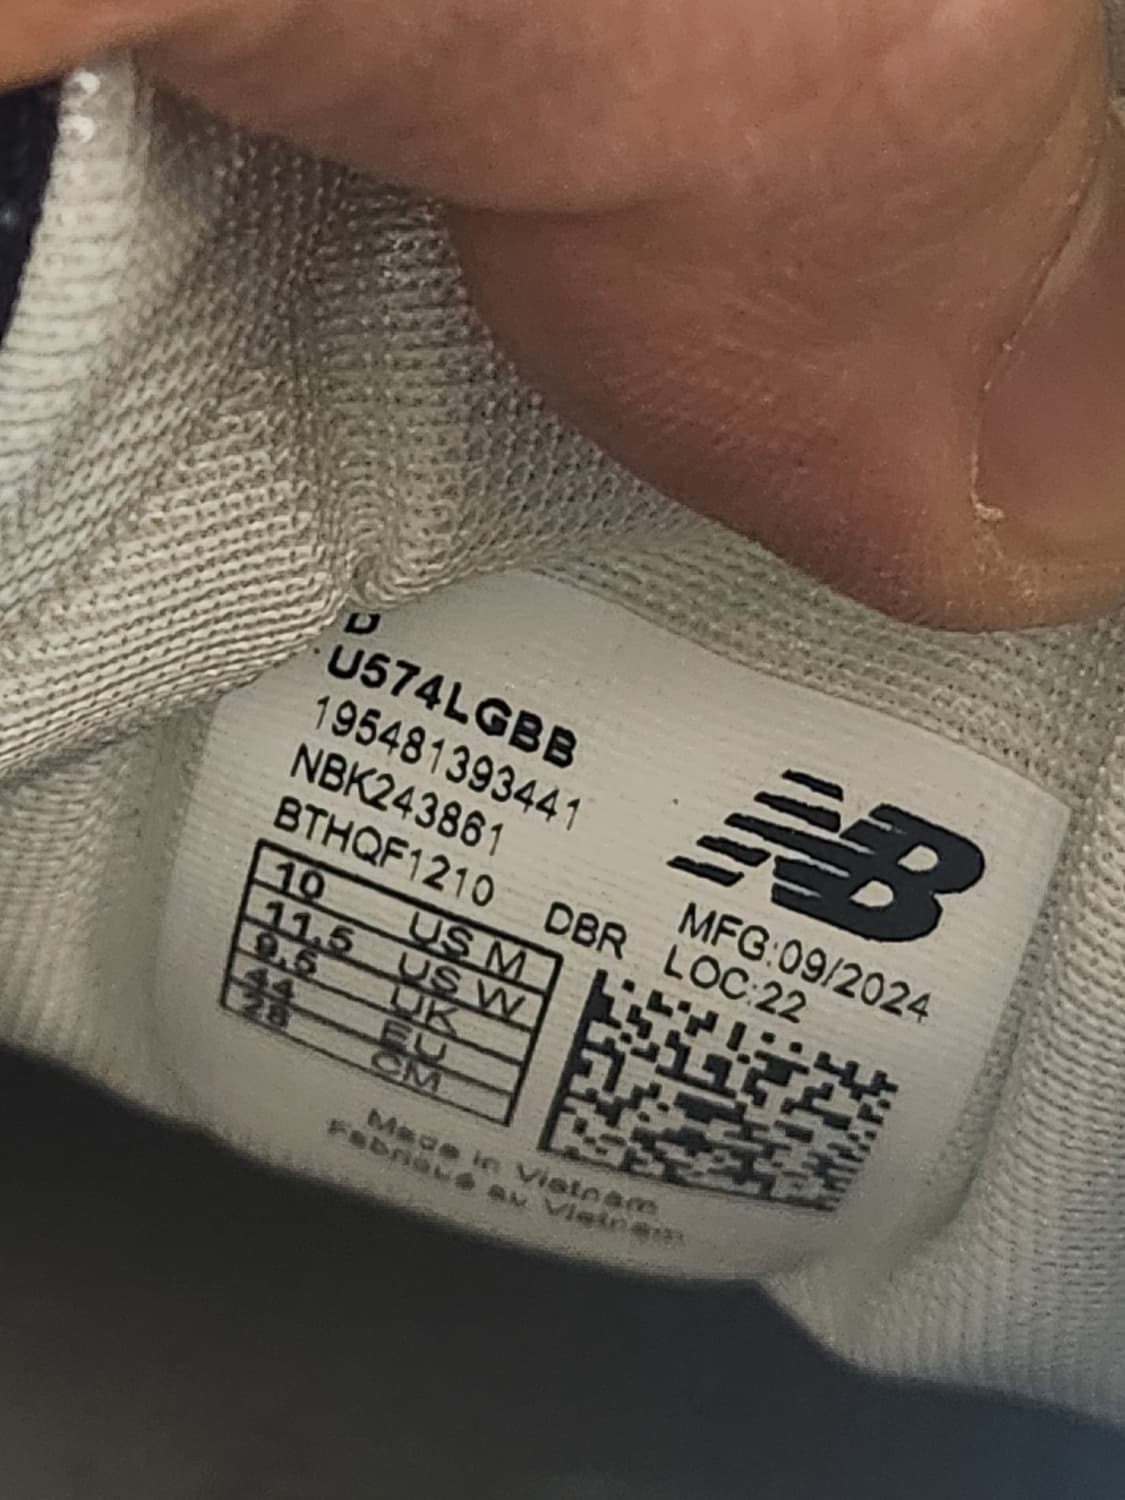 D
U574LGBB
195481393441
NBK243861
BTHQF1210
DBR
NB
MFG:09/2024
LOC:22
10 US M
11.5 US W
9.5 UK
44 EU
28 CM
Made in Vietnam
Fabriqué au Vietnam